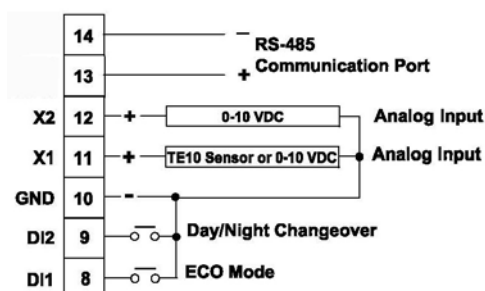 14 − RS-485
13 + Communication Port
X2 12 + 0-10 VDC Analog Input
X1 11 + TE10 Sensor or 0-10 VDC Analog Input
GND 10 -
DI2 9 Day/Night Changeover
DI1 8 ECO Mode